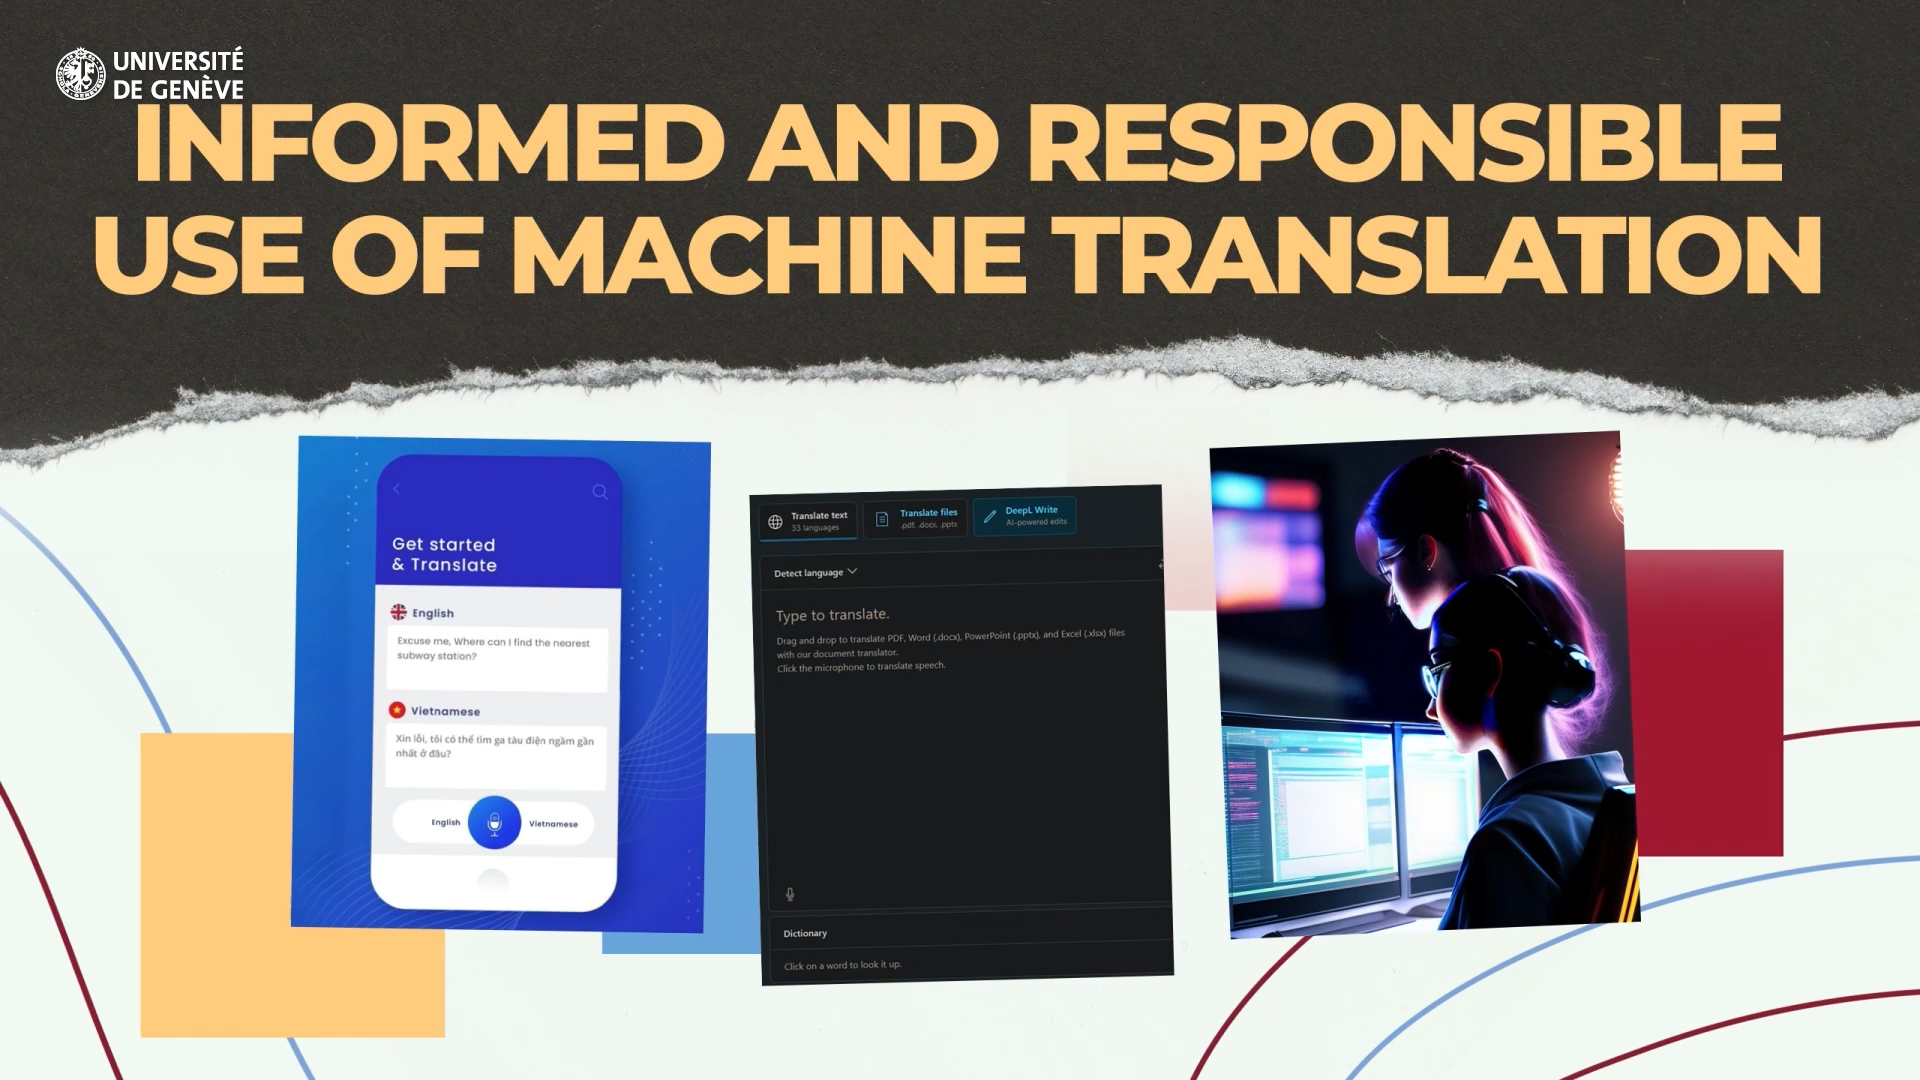 UNIVERSITÉ
DE GENÈVE
INFORMED AND RESPONSIBLE
USE OF MACHINE TRANSLATION
Get started
& Translate
English
Excuse me, Where can I find the nearest
subway station?
Vietnamese
Xin lỗi, tôi có thể tìm ga tàu điện ngầm gần
nhất ở đâu?
English
Vietnamese
Translate text
33 languages
Translate files
.pdf, .docx, .pptx
DeepL Write
AI-powered edits
Detect language
Type to translate.
Drag and drop to translate PDF, Word (.docx), PowerPoint (.pptx), and Excel (.xlsx) files
with our document translator.
Click the microphone to translate speech.
Dictionary
Click on a word to look it up.